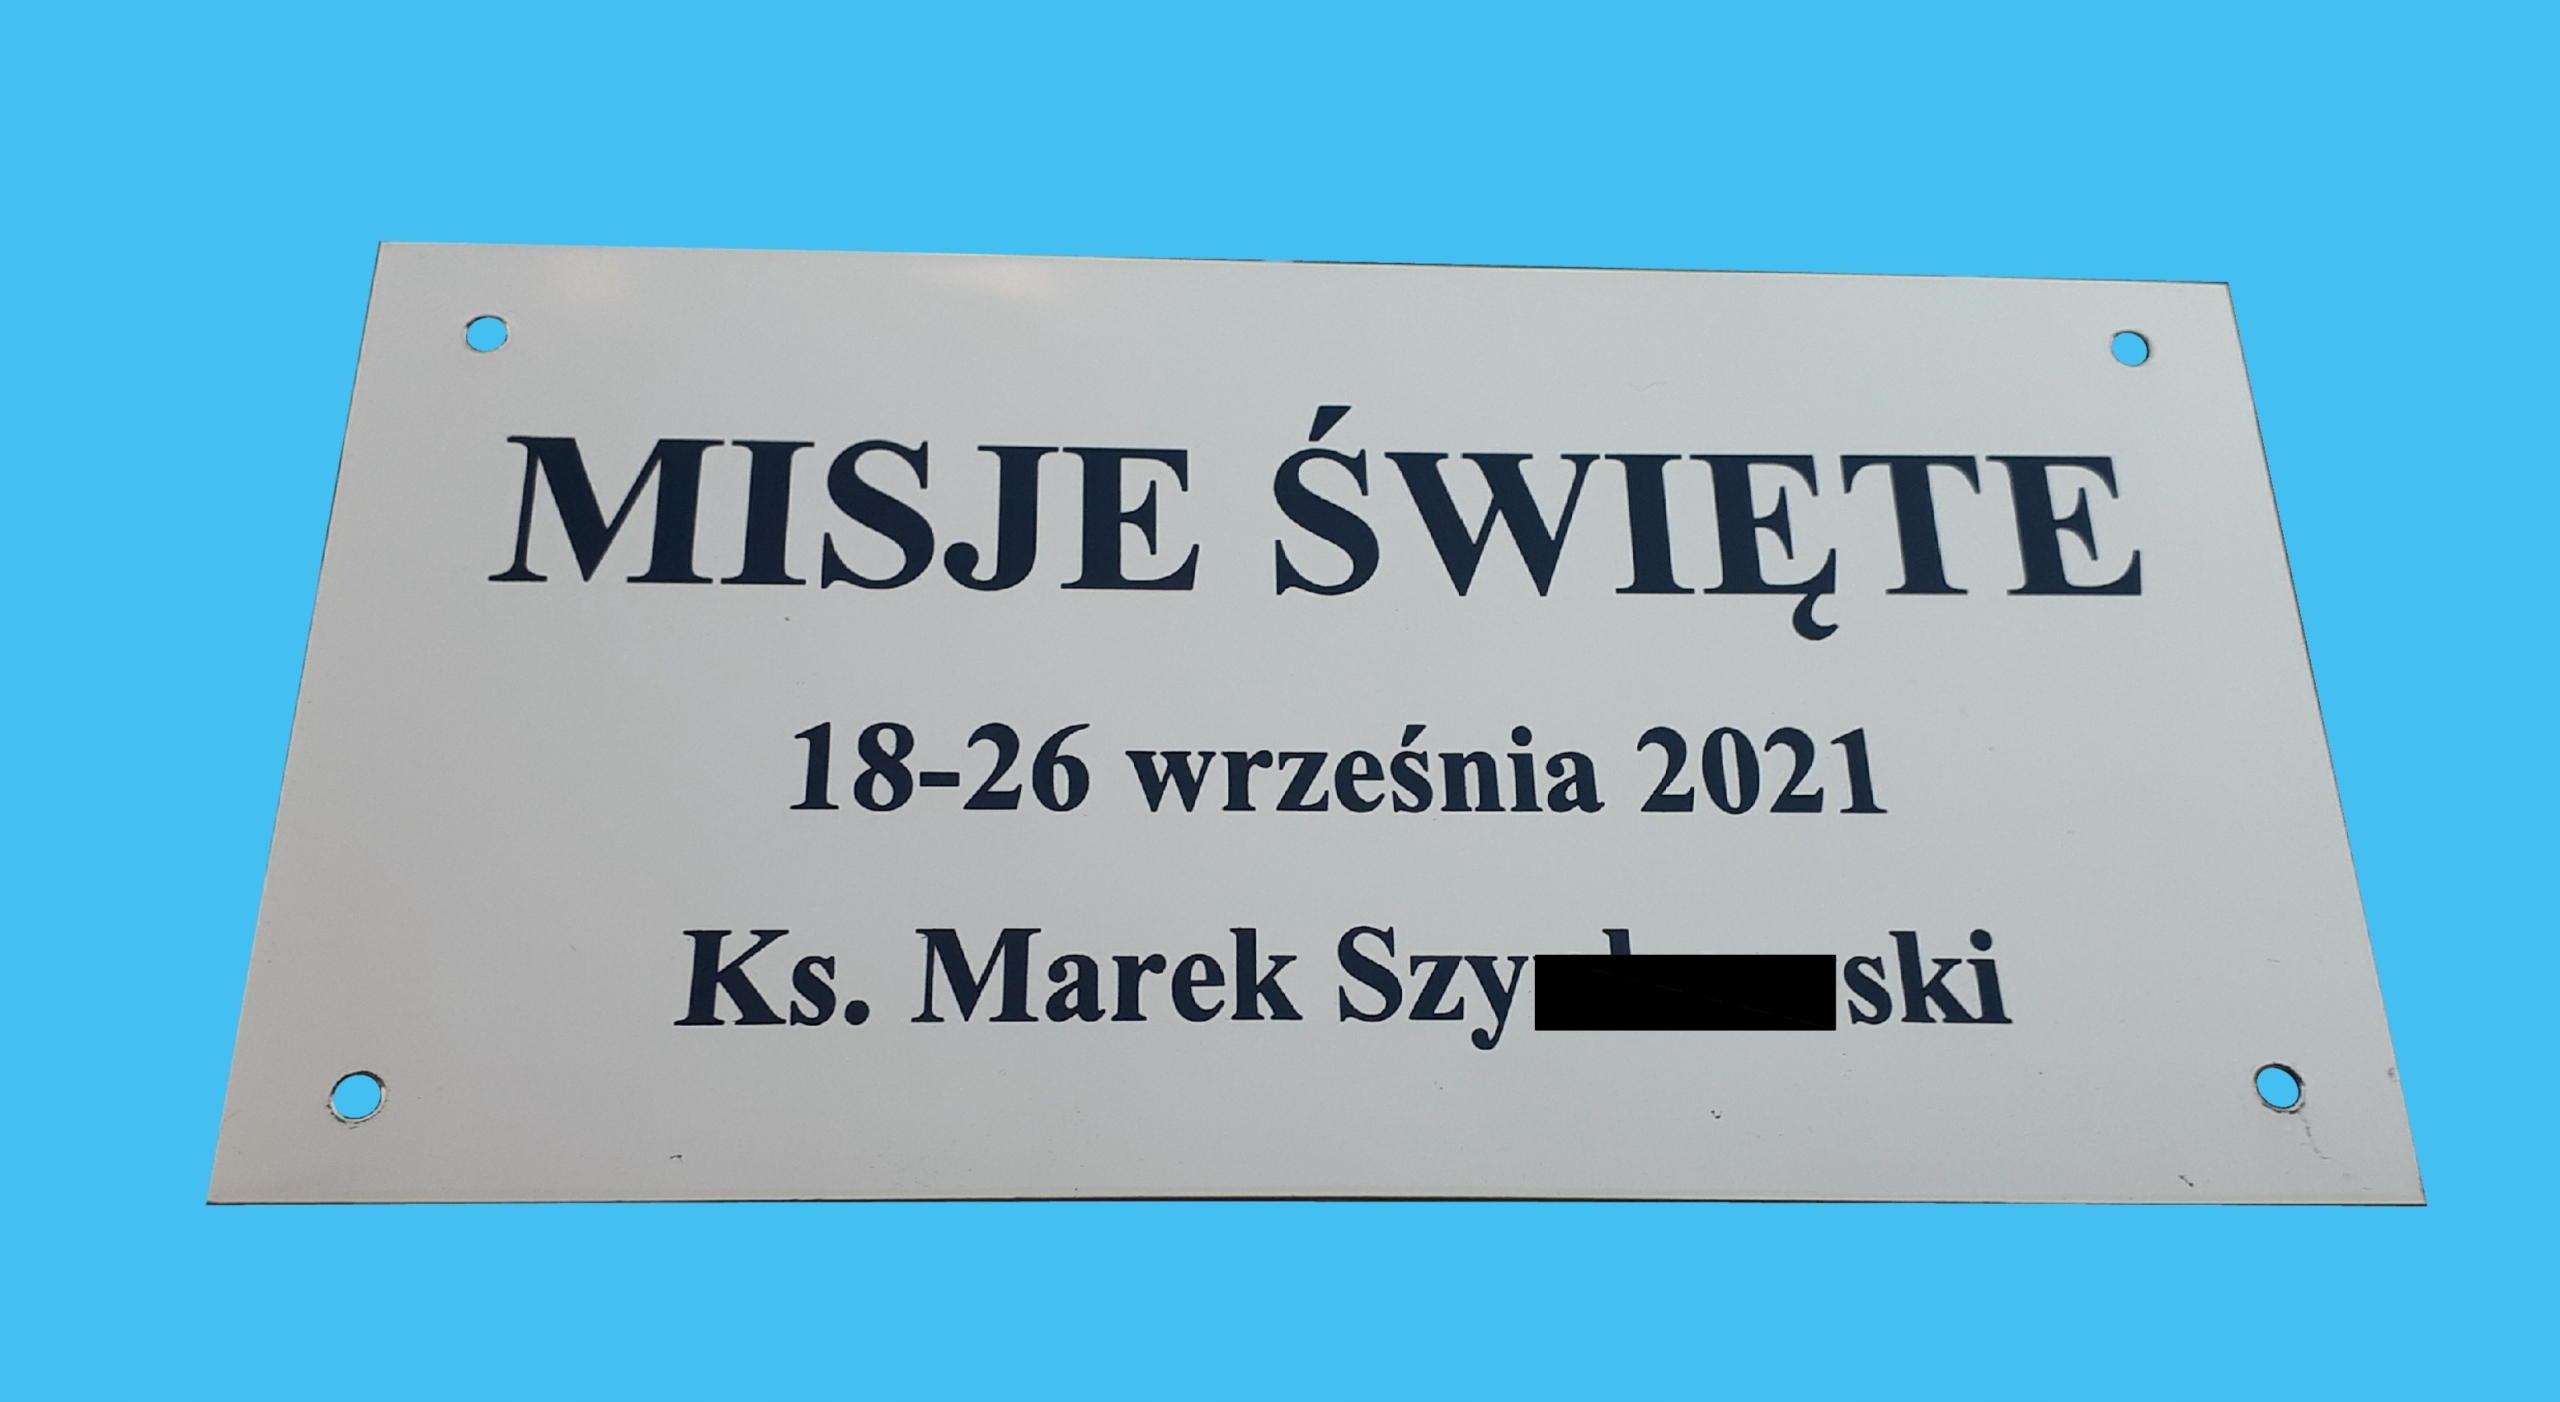 MISJE ŚWIĘTE
18-26 września 2021
Ks. Marek